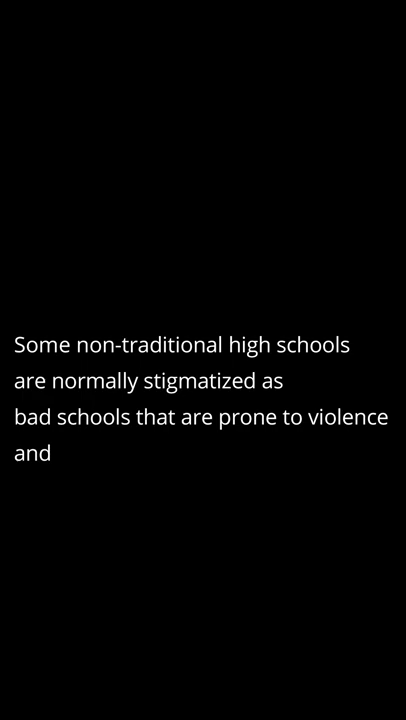 Some non-traditional high schools
are normally stigmatized as
bad schools that are prone to violence
and